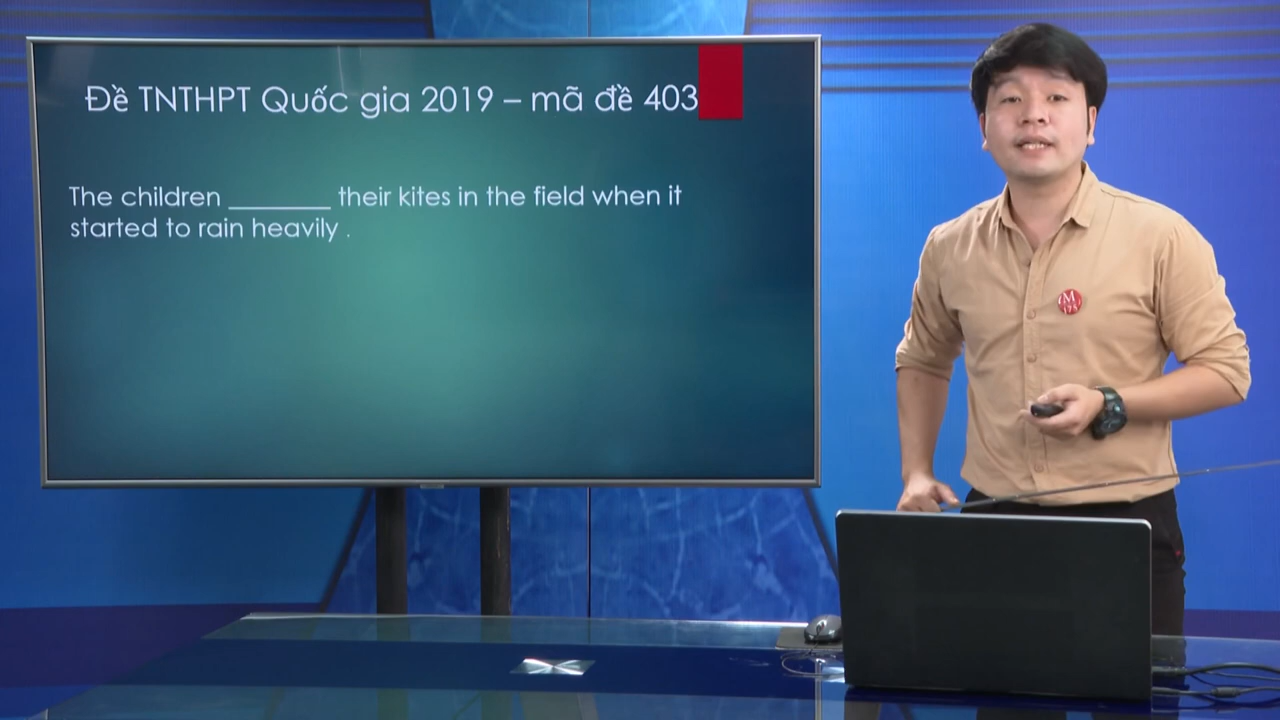 Đề TNTHPT Quốc gia 2019 – mã đề 403
The children ________ their kites in the field when it
started to rain heavily .
M
175